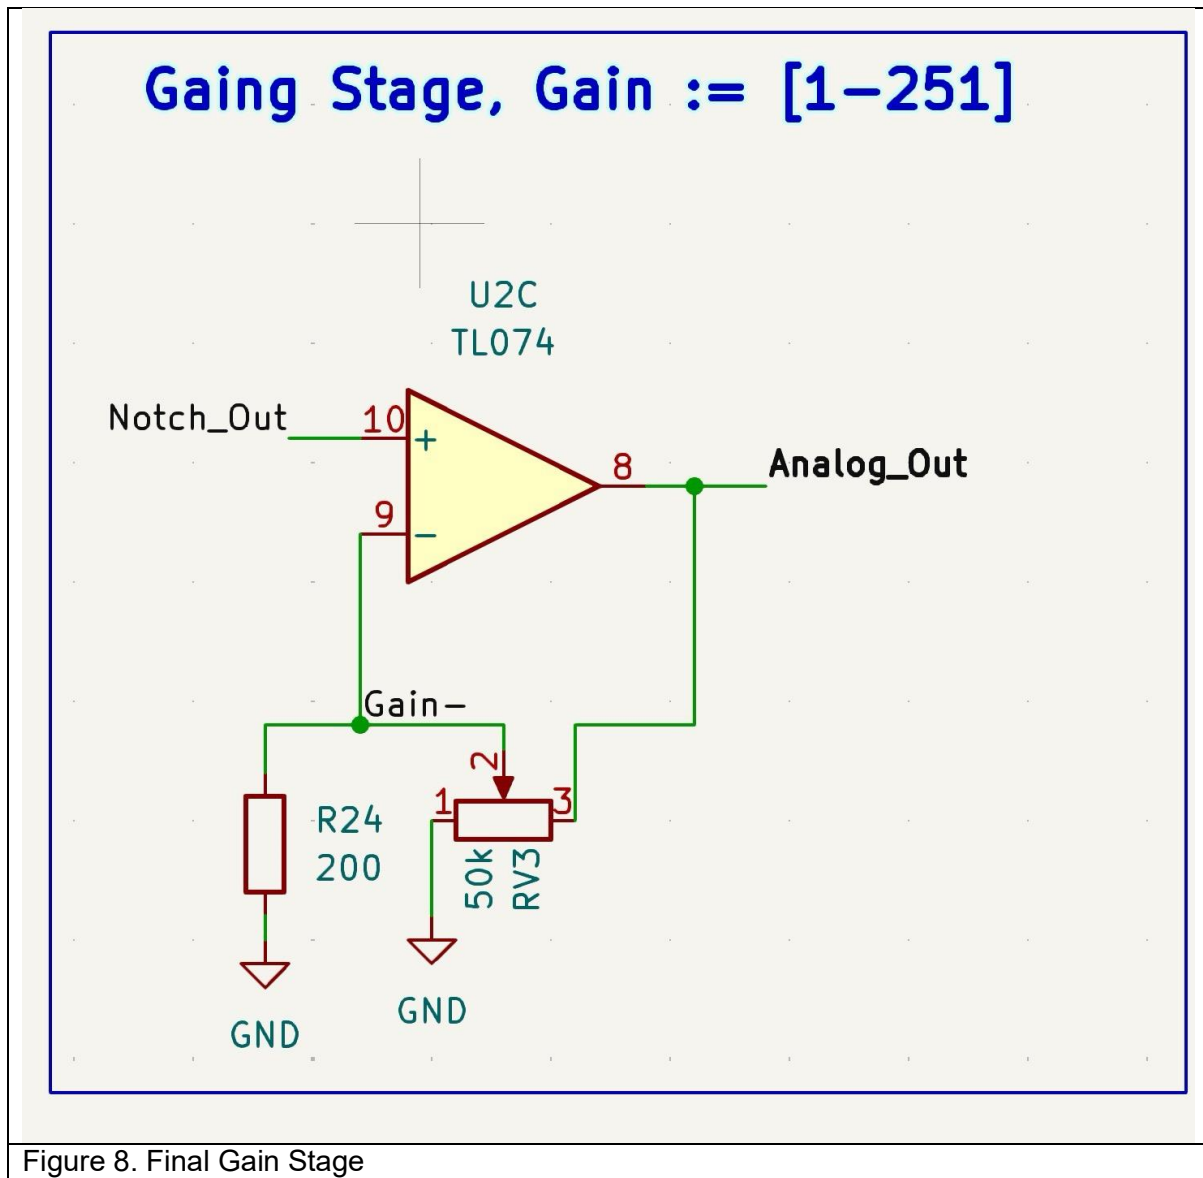 Gaing Stage, Gain := [1-251]
U2C
TL074
Notch_Out
10
+
8
Analog_Out
9
-
Gain-
2
1
3
R24
200
50k
RV3
GND
GND
Figure 8. Final Gain Stage